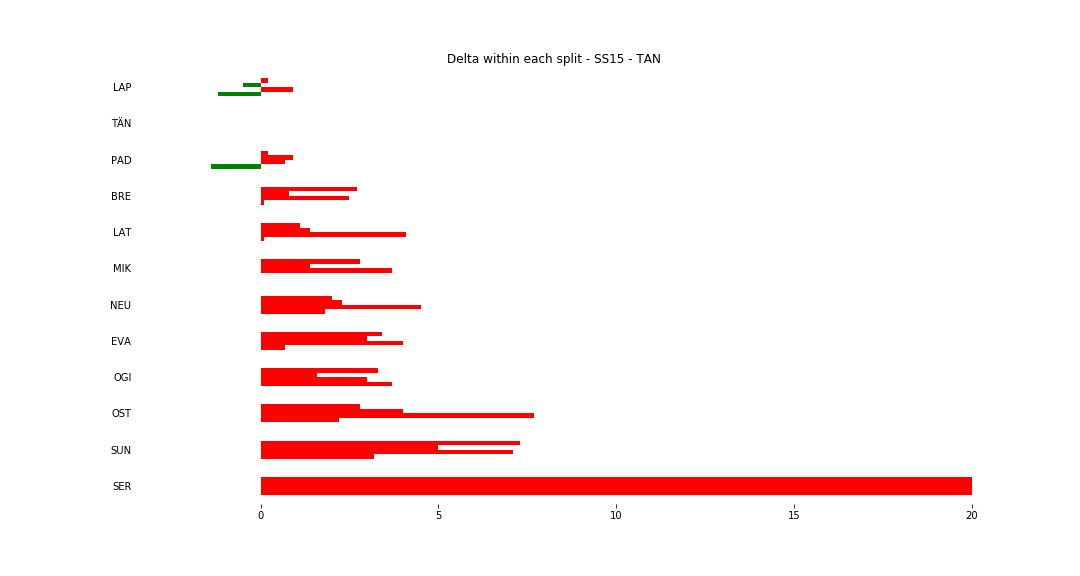 Delta within each split - SS15 - TAN
LAP
TÄN
PAD
BRE
LAT
MIK
NEU
EVA
OGI
OST
SUN
SER
0 5 10 15 20